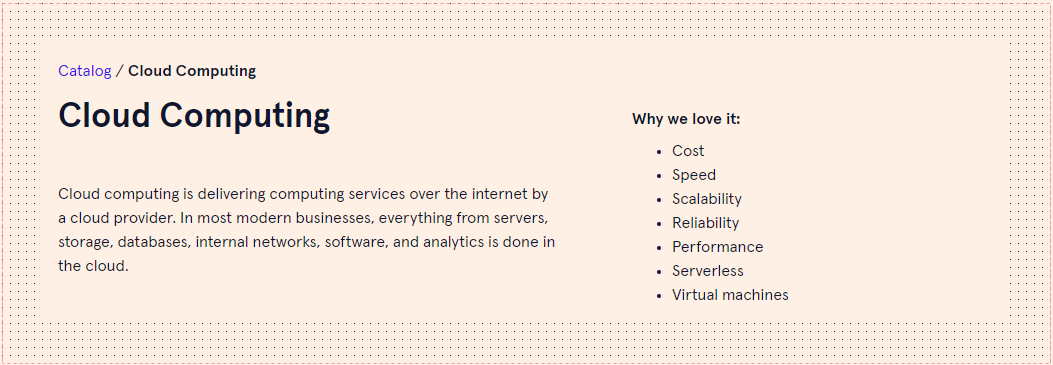 Catalog / Cloud Computing
Cloud Computing
Cloud computing is delivering computing services over the internet by
a cloud provider. In most modern businesses, everything from servers,
storage, databases, internal networks, software, and analytics is done in
the cloud.
Why we love it:
• Cost
• Speed
• Scalability
• Reliability
• Performance
• Serverless
• Virtual machines